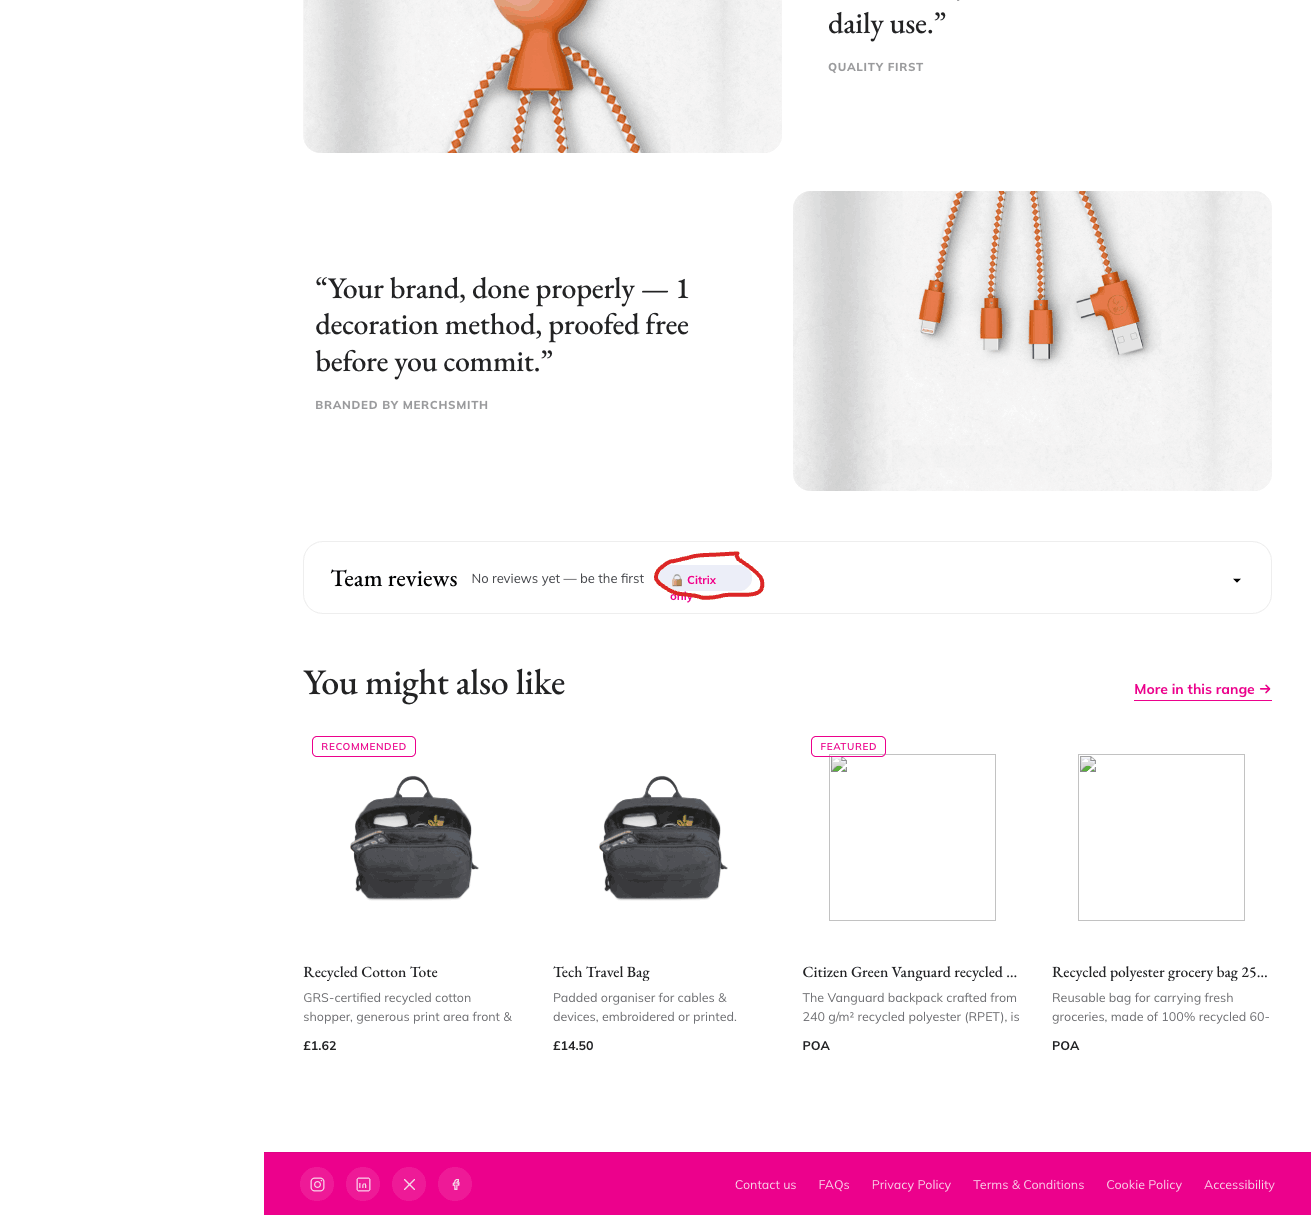 daily use.”
QUALITY FIRST
“Your brand, done properly — 1
decoration method, proofed free
before you commit.”
BRANDED BY MERCHSMITH
Team reviews No reviews yet — be the first 🔒 Citrix
only
You might also like
More in this range →
RECOMMENDED
FEATURED
Recycled Cotton Tote
GRS-certified recycled cotton
shopper, generous print area front &
£1.62
Tech Travel Bag
Padded organiser for cables &
devices, embroidered or printed.
£14.50
Citizen Green Vanguard recycled ...
The Vanguard backpack crafted from
240 g/m² recycled polyester (RPET), is
POA
Recycled polyester grocery bag 25...
Reusable bag for carrying fresh
groceries, made of 100% recycled 60-
POA
Contact us FAQs Privacy Policy Terms & Conditions Cookie Policy Accessibility